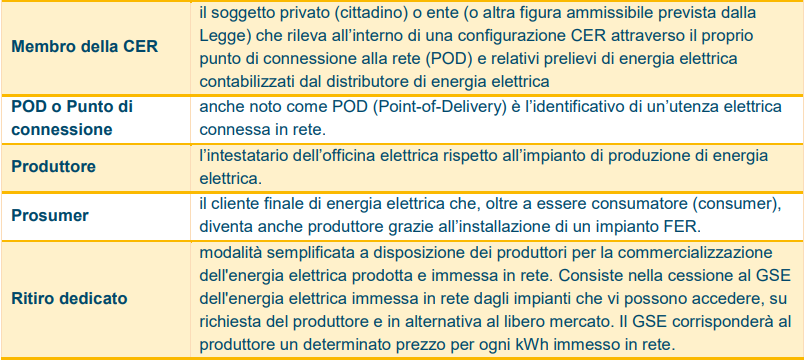 Membro della CER
il soggetto privato (cittadino) o ente (o altra figura ammissibile prevista dalla
Legge) che rileva all’interno di una configurazione CER attraverso il proprio
punto di connessione alla rete (POD) e relativi prelievi di energia elettrica
contabilizzati dal distributore di energia elettrica
POD o Punto di
connessione
anche noto come POD (Point-of-Delivery) è l’identificativo di un’utenza elettrica
connessa in rete.
Produttore
l’intestatario dell’officina elettrica rispetto all’impianto di produzione di energia
elettrica.
Prosumer
il cliente finale di energia elettrica che, oltre a essere consumatore (consumer),
diventa anche produttore grazie all’installazione di un impianto FER.
Ritiro dedicato
modalità semplificata a disposizione dei produttori per la commercializzazione
dell'energia elettrica prodotta e immessa in rete. Consiste nella cessione al GSE
dell'energia elettrica immessa in rete dagli impianti che vi possono accedere, su
richiesta del produttore e in alternativa al libero mercato. Il GSE corrisponderà al
produttore un determinato prezzo per ogni kWh immesso in rete.